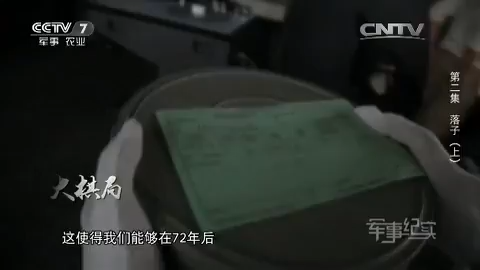 CCTV 7
军事 农业
CNTV
第二集 落子(上)
大棋局
军事纪实
这使得我们能够在72年后